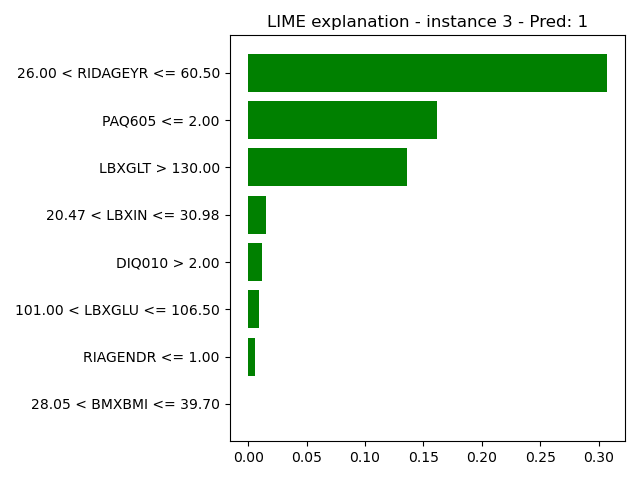 LIME explanation - instance 3 - Pred: 1
26.00 < RIDAGEYR <= 60.50
PAQ605 <= 2.00
LBXGLT > 130.00
20.47 < LBXIN <= 30.98
DIQ010 > 2.00
101.00 < LBXGLU <= 106.50
RIAGENDR <= 1.00
28.05 < BMXBMI <= 39.70
0.00 0.05 0.10 0.15 0.20 0.25 0.30